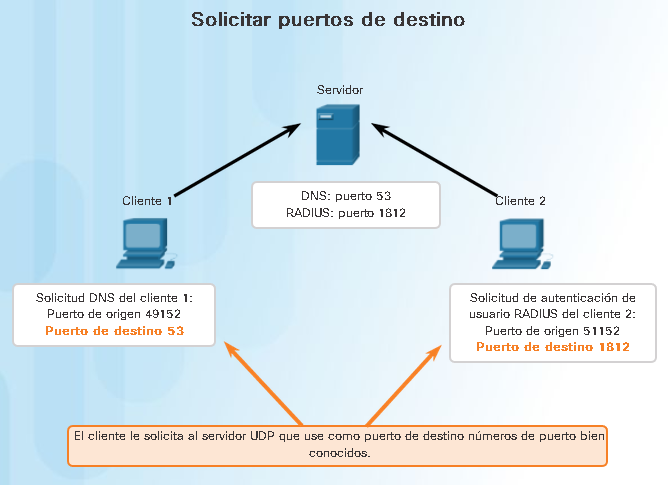 Solicitar puertos de destino
Servidor
DNS: puerto 53
RADIUS: puerto 1812
Cliente 1
Cliente 2
Solicitud DNS del cliente 1:
Puerto de origen 49152
Puerto de destino 53
Solicitud de autenticación de
usuario RADIUS del cliente 2:
Puerto de origen 51152
Puerto de destino 1812
El cliente le solicita al servidor UDP que use como puerto de destino números de puerto bien
conocidos.